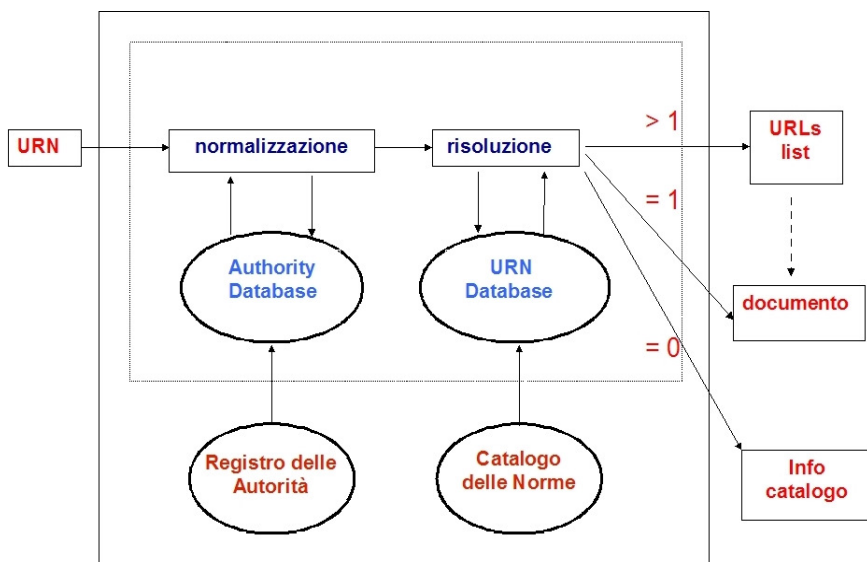 URN
normalizzazione
risoluzione
> 1
= 1
= 0
URLs
list
Authority
Database
URN
Database
documento
Registro delle
Autorità
Catalogo
delle Norme
Info
catalogo